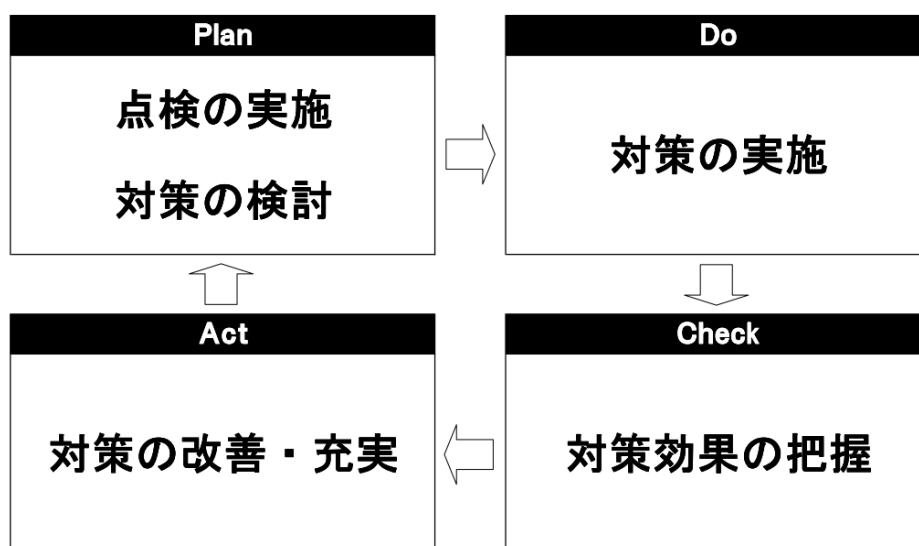 Plan
点検の実施
対策の検討
Do
対策の実施
Act
対策の改善・充実
Check
対策効果の把握